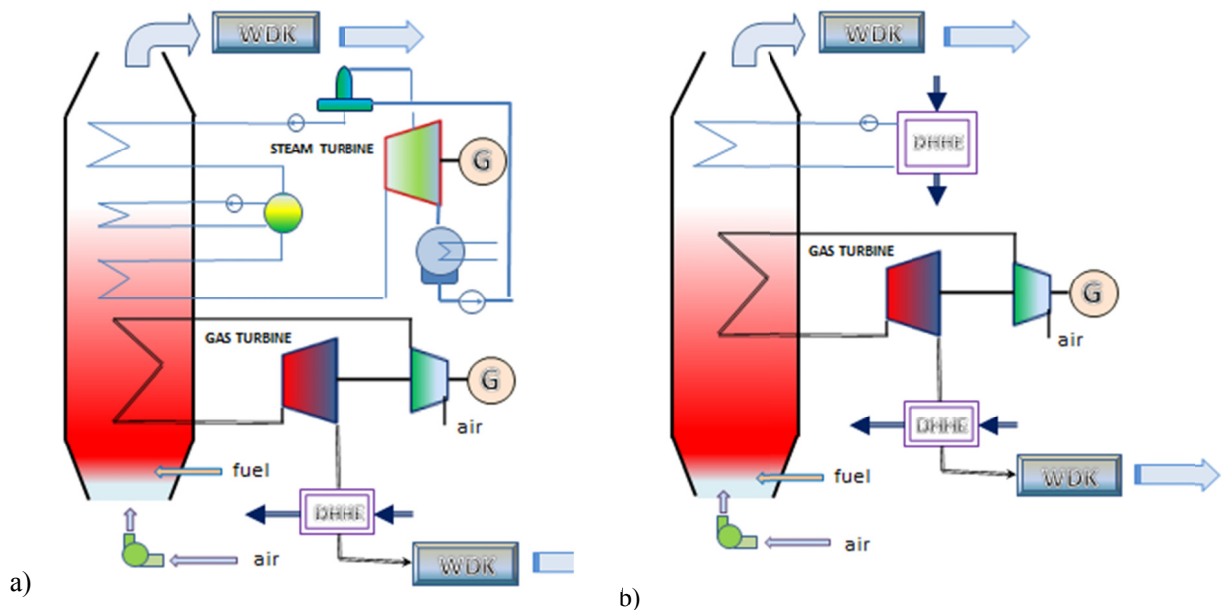 WDK
STEAM TURBINE
G
GAS TURBINE
G
air
fuel
DHHE
air
WDK
a)
WDK
DHHE
GAS TURBINE
G
air
DHHE
fuel
WDK
air
b)